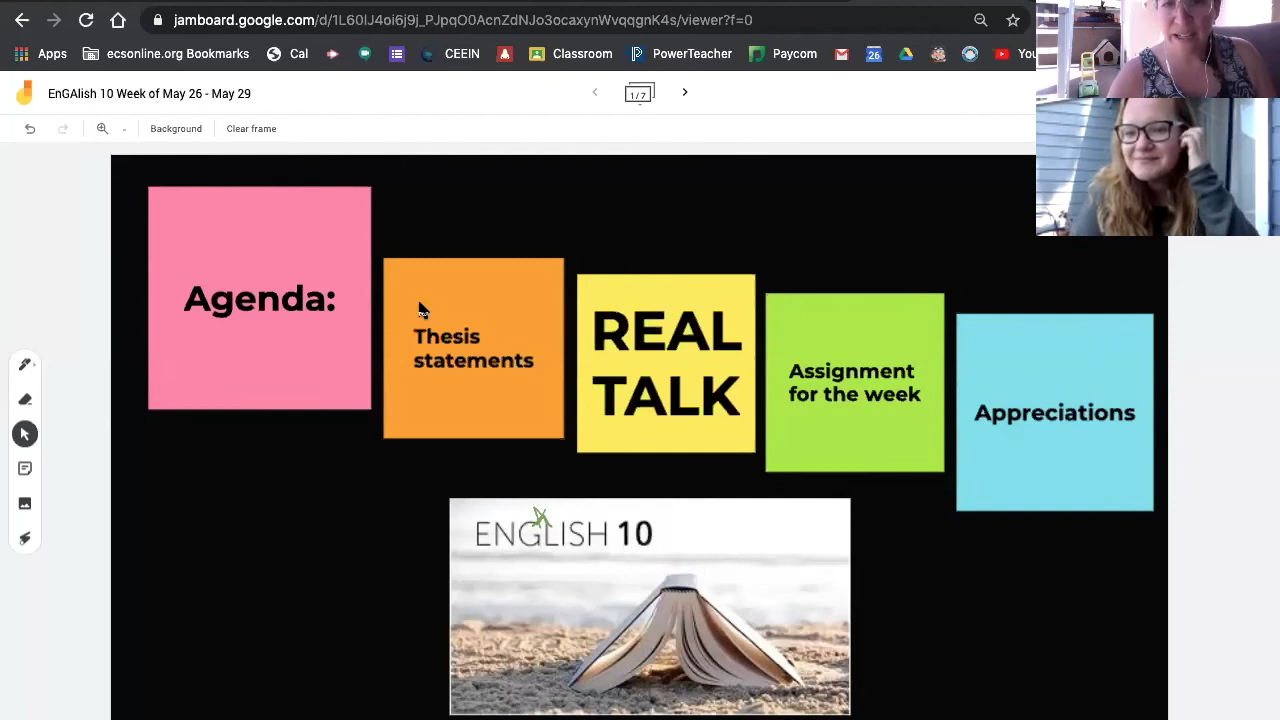 jamboard.google.com
/viewer?f=0
Apps
ecsonline.org Bookmarks
Cal
CEEIN
Classroom
PowerTeacher
Paycom
26
You
EnGAlish 10 Week of May 26 - May 29
1/7
Background
Clear frame
Agenda:
Thesis
statements
REAL
TALK
Assignment
for the week
Appreciations
ENGLISH 10